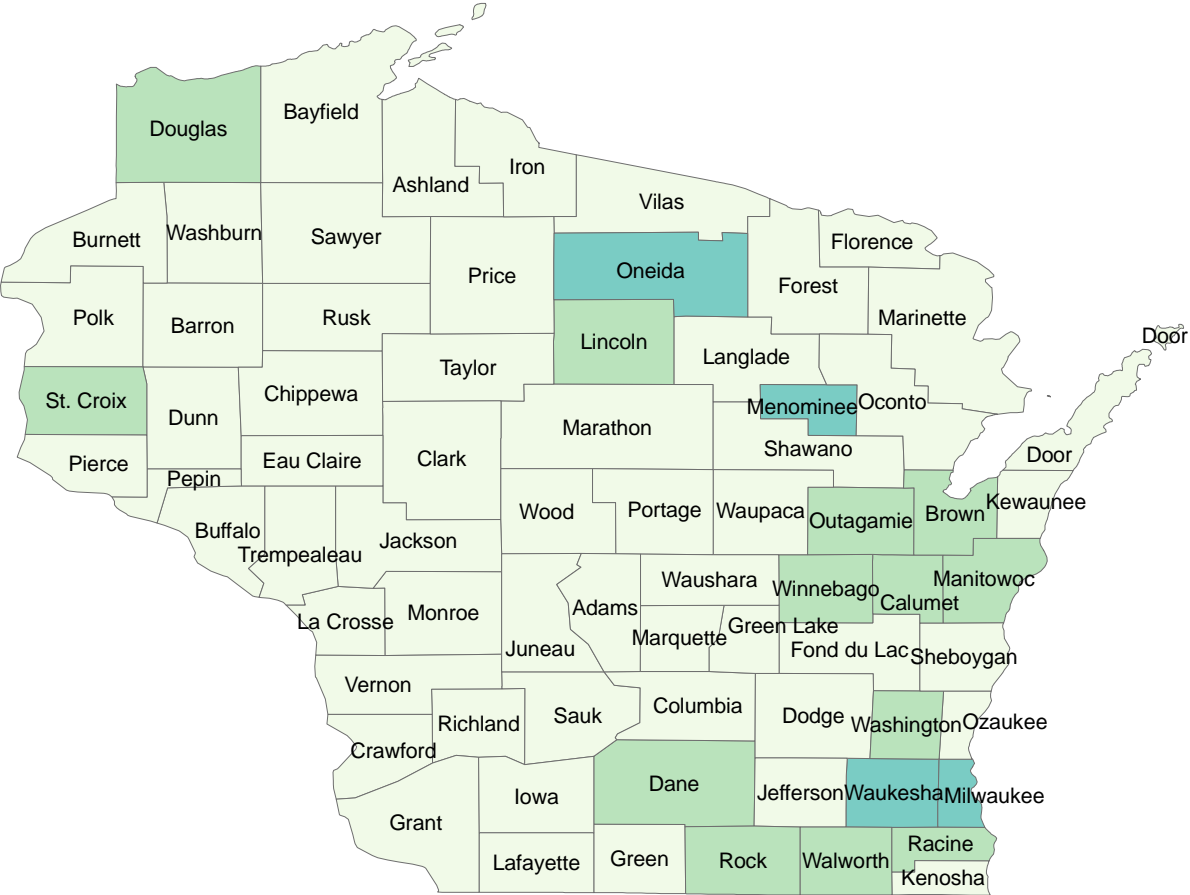 Bayfield
Douglas
Iron
Ashland
Vilas
Washburn
Sawyer
Burnett
Florence
Oneida
Price
Forest
Polk
Rusk
Marinette
Barron
Door
Lincoln
Langlade
Taylor
Chippewa
St. Croix
Oconto
Menominee
Dunn
Marathon
Shawano
Door
Clark
Eau Claire
Pierce
Pepin
Kewaunee
Portage
Waupaca
Wood
Brown
Outagamie
Buffalo
Jackson
Trempealeau
Waushara
Manitowoc
Winnebago
Calumet
Adams
Monroe
La Crosse
Green Lake
Marquette
Juneau
Fond du Lac
Sheboygan
Vernon
Columbia
Sauk
Dodge
Ozaukee
Richland
Washington
Crawford
Dane
Jefferson
Waukesha
Milwaukee
Iowa
Grant
Racine
Green
Rock
Walworth
Lafayette
Kenosha